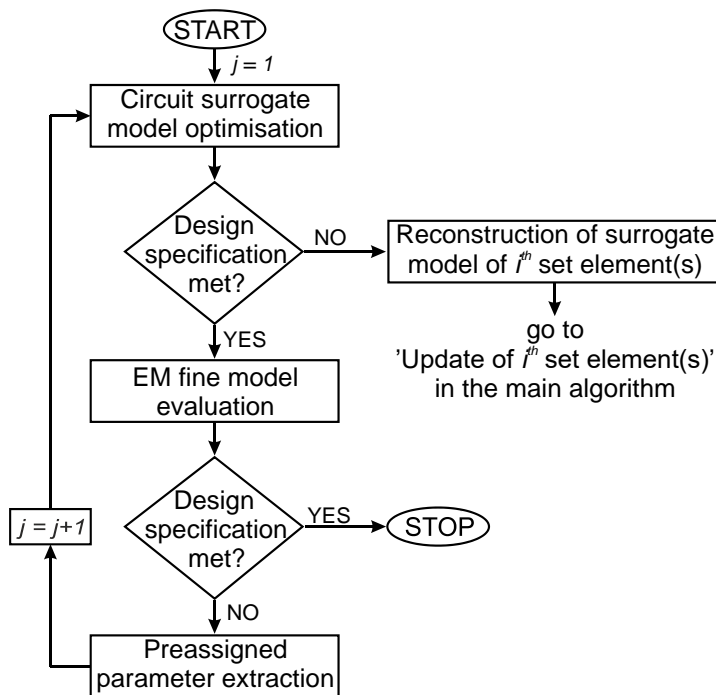 START
j = 1
Circuit surrogate
model optimisation
Design
specification
met?
NO
Reconstruction of surrogate
model of iᵗʰ set element(s)
go to
'Update of iᵗʰ set element(s)'
in the main algorithm
YES
EM fine model
evaluation
Design
specification
met?
YES
STOP
j = j+1
NO
Preassigned
parameter extraction